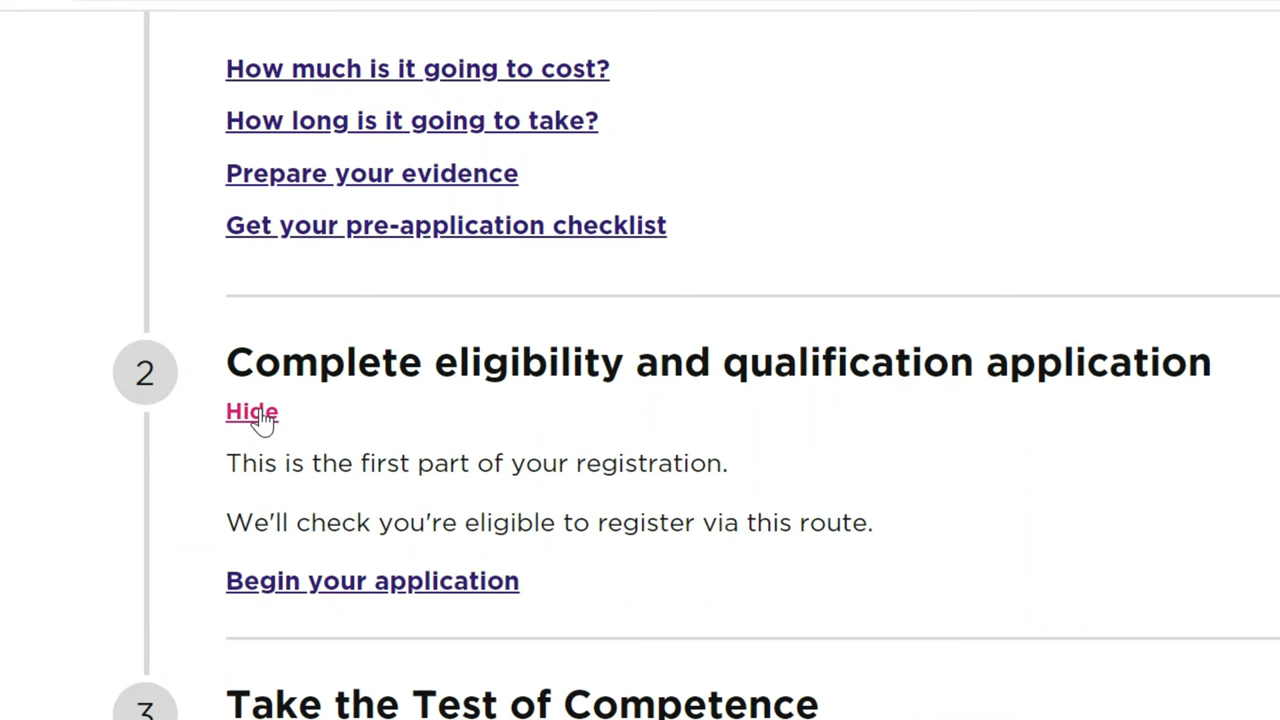 How much is it going to cost?
How long is it going to take?
Prepare your evidence
Get your pre-application checklist
2
Complete eligibility and qualification application
Hide
This is the first part of your registration.
We'll check you're eligible to register via this route.
Begin your application
3
Take the Test of Competence